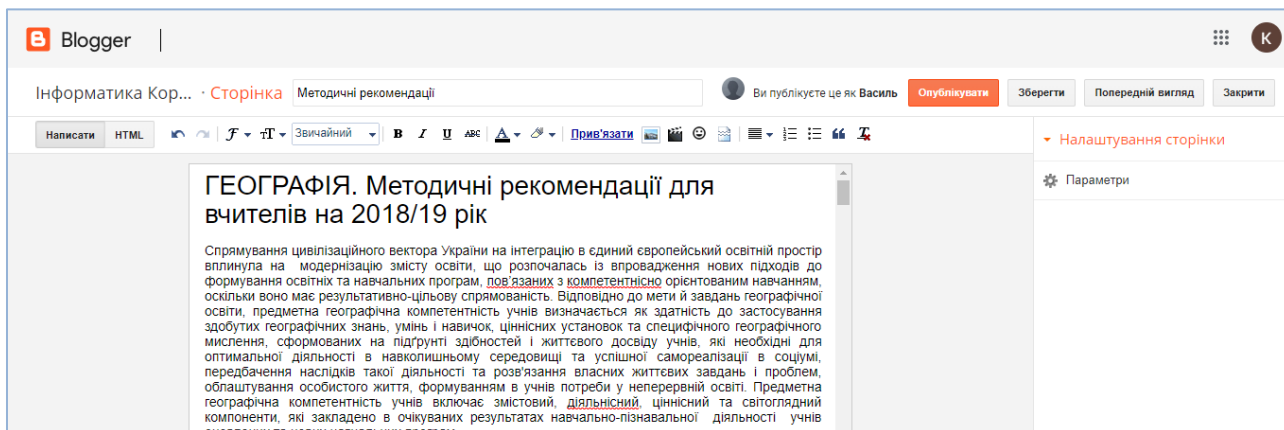 Blogger
K
Інформатика Кор... · Сторінка Методичні рекомендації Ви публікуєте це як Василь Опублікувати Зберегти Попередній вигляд Закрити
Написати HTML Звичайний B I U ABC A Прив'язати
Налаштування сторінки
Параметри
ГЕОГРАФІЯ. Методичні рекомендації для
вчителів на 2018/19 рік
Спрямування цивілізаційного вектора України на інтеграцію в єдиний європейський освітній простір
вплинула на модернізацію змісту освіти, що розпочалась із впровадження нових підходів до
формування освітніх та навчальних програм, пов'язаних з компетентнісно орієнтованим навчанням,
оскільки воно має результативно-цільову спрямованість. Відповідно до мети й завдань географічної
освіти, предметна географічна компетентність учнів визначається як здатність до застосування
здобутих географічних знань, умінь і навичок, ціннісних установок та специфічного географічного
мислення, сформованих на підґрунті здібностей і життєвого досвіду учнів, які необхідні для
оптимальної діяльності в навколишньому середовищі та успішної самореалізації в соціумі,
передбачення наслідків такої діяльності та розв'язання власних життєвих завдань і проблем,
облаштування особистого життя, формуванням в учнів потреби у неперервній освіті. Предметна
географічна компетентність учнів включає змістовий, діяльнісний, ціннісний та світоглядний
компоненти, які закладено в очікуваних результатах навчально-пізнавальної діяльності учнів